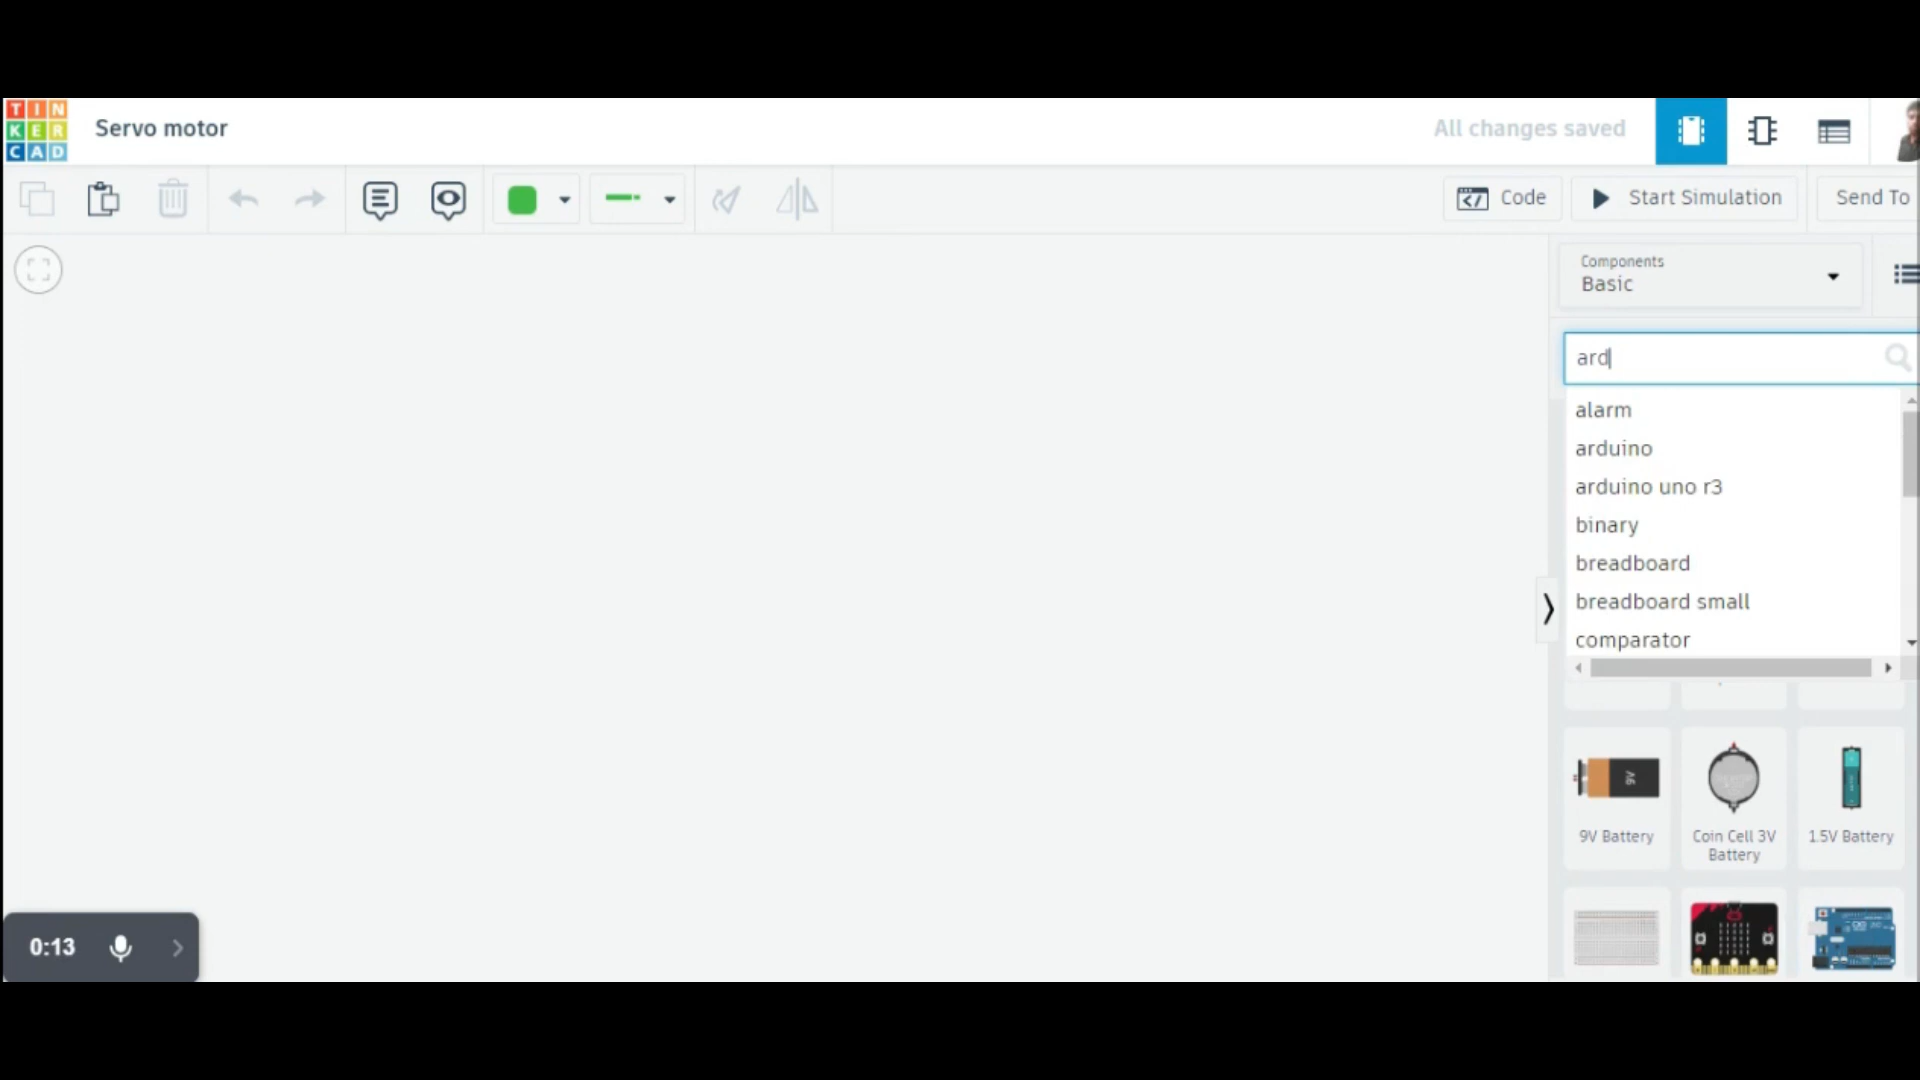 TIN
KER
CAD
Servo motor
All changes saved
Code
Start Simulation
Send To
Components
Basic
ard
alarm
arduino
arduino uno r3
binary
breadboard
breadboard small
comparator
9V
9V Battery
Coin Cell 3V
Battery
1.5V Battery
0:13